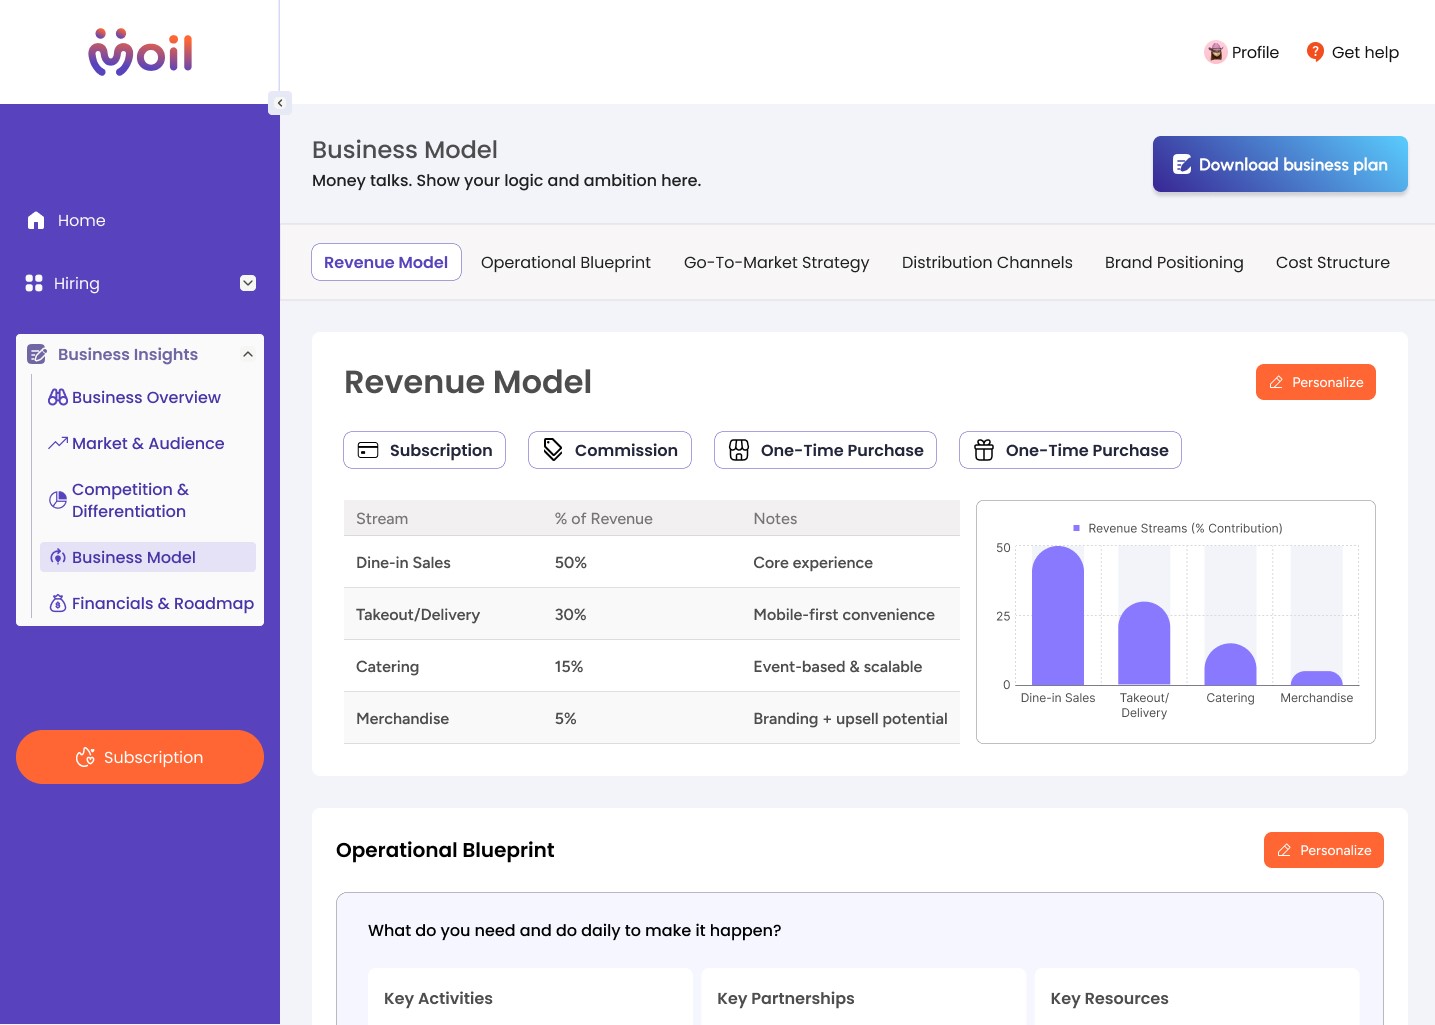 Moil
Profile
Get help
Business Model
Money talks. Show your logic and ambition here.
Download business plan
Home
Hiring
Business Insights
Business Overview
Market & Audience
Competition &
Differentiation
Business Model
Financials & Roadmap
Subscription
Revenue Model
Operational Blueprint
Go-To-Market Strategy
Distribution Channels
Brand Positioning
Cost Structure
Revenue Model
Personalize
Subscription
Commission
One-Time Purchase
One-Time Purchase
Stream % of Revenue Notes
Dine-in Sales 50% Core experience
Takeout/Delivery 30% Mobile-first convenience
Catering 15% Event-based & scalable
Merchandise 5% Branding + upsell potential
Revenue Streams (% Contribution)
50
25
0
Dine-in Sales
Takeout/
Delivery
Catering
Merchandise
Operational Blueprint
Personalize
What do you need and do daily to make it happen?
Key Activities
Key Partnerships
Key Resources